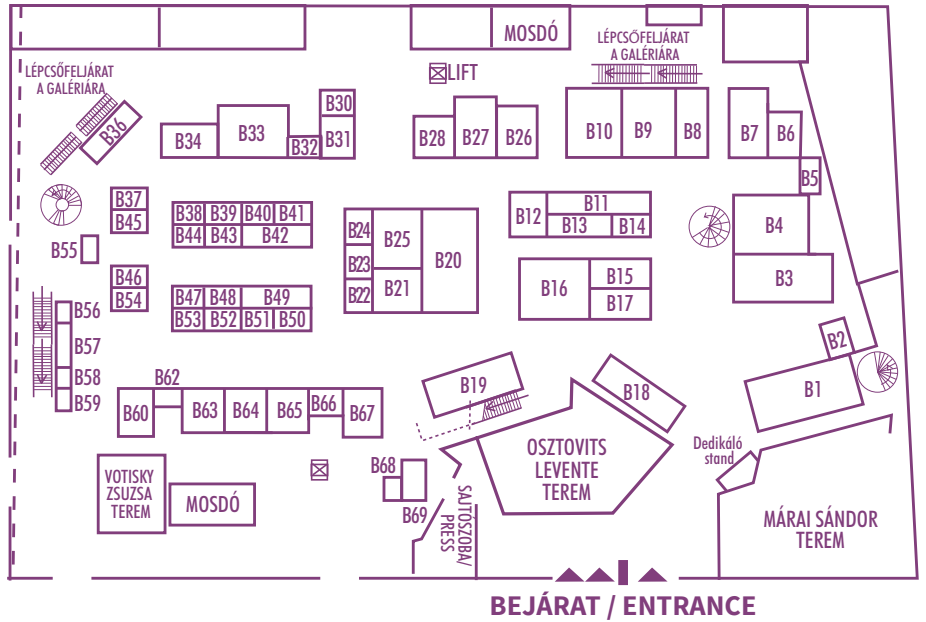 MOSDÓ
LÉPCSŐFELJÁRAT
A GALÉRIÁRA
LIFT
LÉPCSŐFELJÁRAT
A GALÉRIÁRA
B36
B34
B33
B32
B30
B31
B28
B27
B26
B10
B9
B8
B7
B6
B5
B37
B45
B38
B39
B40
B41
B44
B43
B42
B24
B25
B20
B23
B22
B21
B12
B11
B13
B14
B4
B3
B55
B46
B54
B47
B48
B49
B53
B52
B51
B50
B16
B15
B17
B56
B57
B58
B59
B2
B1
B62
B60
B63
B64
B65
B66
B67
B19
B18
OSZTOVITS
LEVENTE
TEREM
Dedikáló
stand
VOTISKY
ZSUZSA
TEREM
MOSDÓ
B68
B69
SAJTÓSZOBA/
PRESS
MÁRAI SÁNDOR
TEREM
BEJÁRAT / ENTRANCE